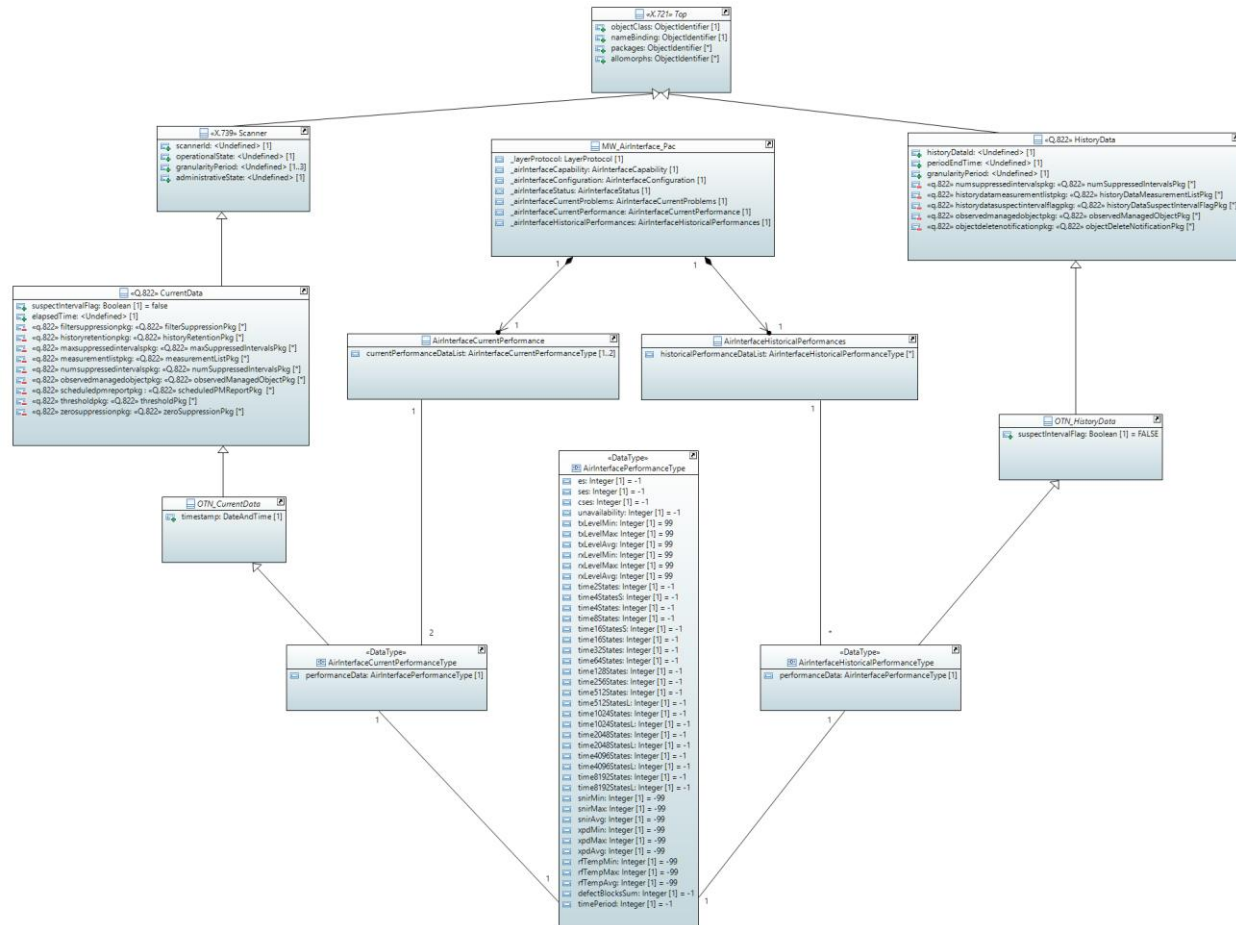 «X.721» Top
objectClass: ObjectIdentifier [1]
nameBinding: ObjectIdentifier [1]
packages: ObjectIdentifier [*]
allomorphs: ObjectIdentifier [*]
«X.739» Scanner
scannerId: <Undefined> [1]
operationalState: <Undefined> [1]
granularityPeriod: <Undefined> [1..3]
administrativeState: <Undefined> [1]
MW_AirInterface_Pac
_layerProtocol: LayerProtocol [1]
_airInterfaceCapability: AirInterfaceCapability [1]
_airInterfaceConfiguration: AirInterfaceConfiguration [1]
_airInterfaceStatus: AirInterfaceStatus [1]
_airInterfaceCurrentProblems: AirInterfaceCurrentProblems [1]
_airInterfaceCurrentPerformance: AirInterfaceCurrentPerformance [1]
_airInterfaceHistoricalPerformances: AirInterfaceHistoricalPerformances [1]
«Q.822» HistoryData
historyDataId: <Undefined> [1]
periodEndTime: <Undefined> [1]
granularityPeriod: <Undefined> [1]
«q.822» numsuppressedintervalspkg: «Q.822» numSuppressedIntervalsPkg [*]
«q.822» historydatameasurementlistpkg: «Q.822» historyDataMeasurementListPkg [*]
«q.822» historydatasuspectintervalflagpkg: «Q.822» historyDataSuspectIntervalFlagPkg [*]
«q.822» observedmanagedobjectpkg: «Q.822» observedManagedObjectPkg [*]
«q.822» objectdeletenotificationpkg: «Q.822» objectDeleteNotificationPkg [*]
1
1
«Q.822» CurrentData
suspectIntervalFlag: Boolean [1] = false
elapsedTime: <Undefined> [1]
«q.822» filtersuppressionpkg: «Q.822» filterSuppressionPkg [*]
«q.822» historyretentionpkg: «Q.822» historyRetentionPkg [*]
«q.822» maxsuppressedintervalspkg: «Q.822» maxSuppressedIntervalsPkg [*]
«q.822» measurementlistpkg: «Q.822» measurementListPkg [*]
«q.822» numsuppressedintervalspkg: «Q.822» numSuppressedIntervalsPkg [*]
«q.822» observedmanagedobjectpkg: «Q.822» observedManagedObjectPkg [*]
«q.822» scheduledpmreportpkg : «Q.822» scheduledPMReportPkg [*]
«q.822» thresholdpkg: «Q.822» thresholdPkg [*]
«q.822» zerosuppressionpkg: «Q.822» zeroSuppressionPkg [*]
1
1
AirInterfaceCurrentPerformance
currentPerformanceDataList: AirInterfaceCurrentPerformanceType [1..2]
AirInterfaceHistoricalPerformances
historicalPerformanceDataList: AirInterfaceHistoricalPerformanceType [*]
1
1
OTN_HistoryData
suspectIntervalFlag: Boolean [1] = FALSE
OTN_CurrentData
timestamp: DateAndTime [1]
«DataType»
AirInterfacePerformanceType
es: Integer [1] = -1
ses: Integer [1] = -1
cses: Integer [1] = -1
unavailability: Integer [1] = -1
txLevelMin: Integer [1] = 99
txLevelMax: Integer [1] = 99
txLevelAvg: Integer [1] = 99
rxLevelMin: Integer [1] = 99
rxLevelMax: Integer [1] = 99
rxLevelAvg: Integer [1] = 99
time2States: Integer [1] = -1
time4StatesS: Integer [1] = -1
time4States: Integer [1] = -1
time8States: Integer [1] = -1
time16StatesS: Integer [1] = -1
time16States: Integer [1] = -1
time32States: Integer [1] = -1
time64States: Integer [1] = -1
time128States: Integer [1] = -1
time256States: Integer [1] = -1
time512States: Integer [1] = -1
time512StatesL: Integer [1] = -1
time1024States: Integer [1] = -1
time1024StatesL: Integer [1] = -1
time2048States: Integer [1] = -1
time2048StatesL: Integer [1] = -1
time4096States: Integer [1] = -1
time4096StatesL: Integer [1] = -1
time8192States: Integer [1] = -1
time8192StatesL: Integer [1] = -1
snirMin: Integer [1] = -99
snirMax: Integer [1] = -99
snirAvg: Integer [1] = -99
xpdMin: Integer [1] = -99
xpdMax: Integer [1] = -99
xpdAvg: Integer [1] = -99
rfTempMin: Integer [1] = -99
rfTempMax: Integer [1] = -99
rfTempAvg: Integer [1] = -99
defectBlocksSum: Integer [1] = -1
timePeriod: Integer [1] = -1
2
*
«DataType»
AirInterfaceCurrentPerformanceType
performanceData: AirInterfacePerformanceType [1]
«DataType»
AirInterfaceHistoricalPerformanceType
performanceData: AirInterfacePerformanceType [1]
1
1
1
1